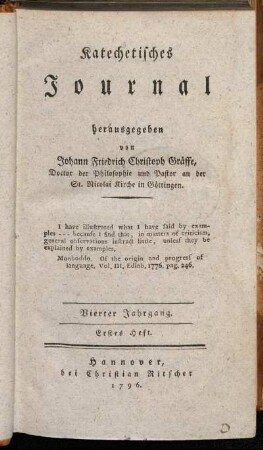 Katechetisches
Journal
herausgegeben
von
Johann Friedrich Christoph Gräffe,
Doctor der Philosophie und Pastor an der
St. Nicolai Kirche in Göttingen.
I have illustrated what I have said by exam-
ples --- because I find that, in matters of criticism,
general observations instruct little, unless they be
explained by examples.
Monboddo. Of the origin and progress of
language. Vol. III, Edinb. 1776. pag. 246.
Vierter Jahrgang.
Erstes Heft.
Hannover,
bei Christian Ritscher
1796.